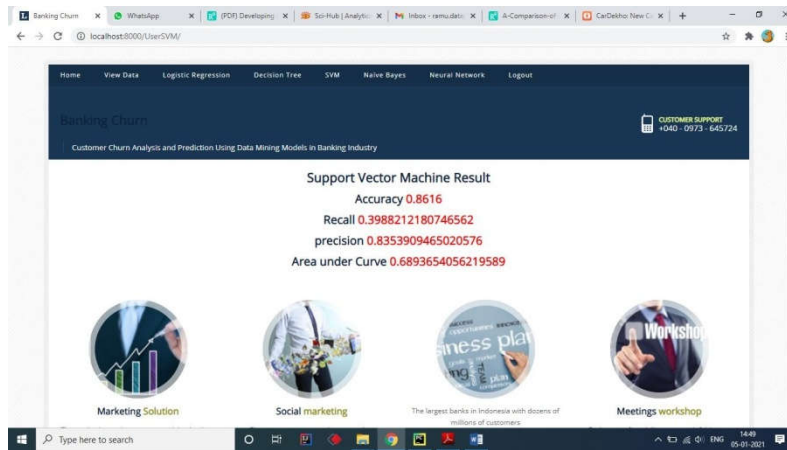 Banking Churn
WhatsApp
(PDF) Developing
Sci-Hub | Analytic
Inbox - ramu.data
A-Comparison-of
CarDekho: New C
localhost:8000/UserSVM/
Home View Data Logistic Regression Decision Tree SVM Naive Bayes Neural Network Logout
Banking Churn
CUSTOMER SUPPORT
+040 - 0973 - 645724
Customer Churn Analysis and Prediction Using Data Mining Models in Banking Industry
Support Vector Machine Result
Accuracy 0.8616
Recall 0.3988212180746562
precision 0.8353909465020576
Area under Curve 0.6893654056219589
iness plan
TEAM
plan
Workshop
Marketing Solution
Social marketing
The largest banks in Indonesia with dozens of
millions of customers
Meetings workshop
Type here to search
ENG
14:49
05-01-2021